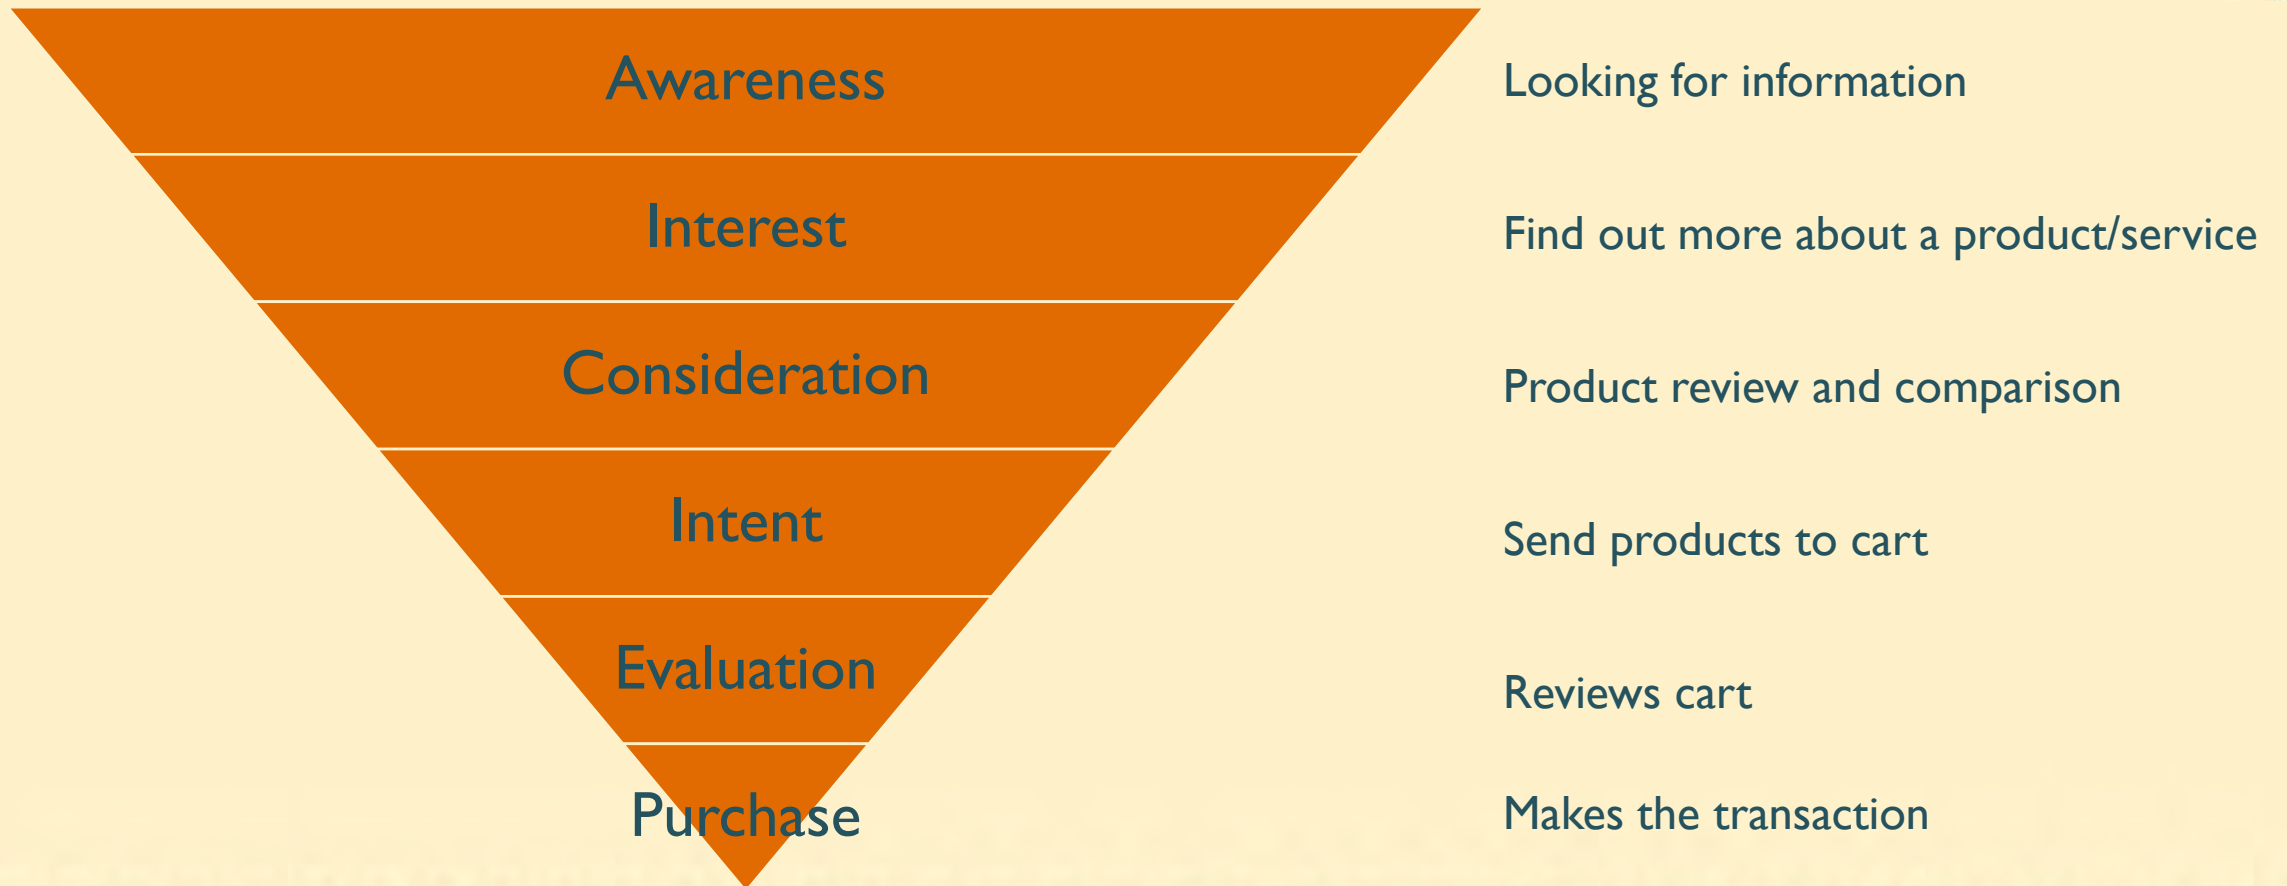 Awareness
Looking for information
Interest
Find out more about a product/service
Consideration
Product review and comparison
Intent
Send products to cart
Evaluation
Reviews cart
Purchase
Makes the transaction